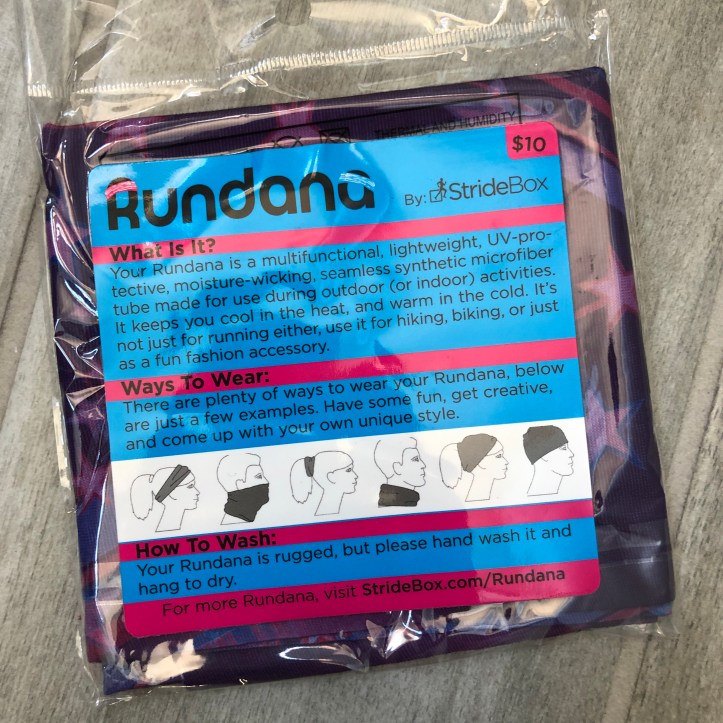 THERMAL AND HUMIDITY
$10
Rundana
By: StrideBox
What Is It?
Your Rundana is a multifunctional, lightweight, UV-pro-
tective, moisture-wicking, seamless synthetic microfiber
tube made for use during outdoor (or indoor) activities.
It keeps you cool in the heat, and warm in the cold. It's
not just for running either, use it for hiking, biking, or just
as a fun fashion accessory.
Ways To Wear:
There are plenty of ways to wear your Rundana, below
are just a few examples. Have some fun, get creative,
and come up with your own unique style.
How To Wash:
Your Rundana is rugged, but please hand wash it and
hang to dry.
For more Rundana, visit StrideBox.com/Rundana